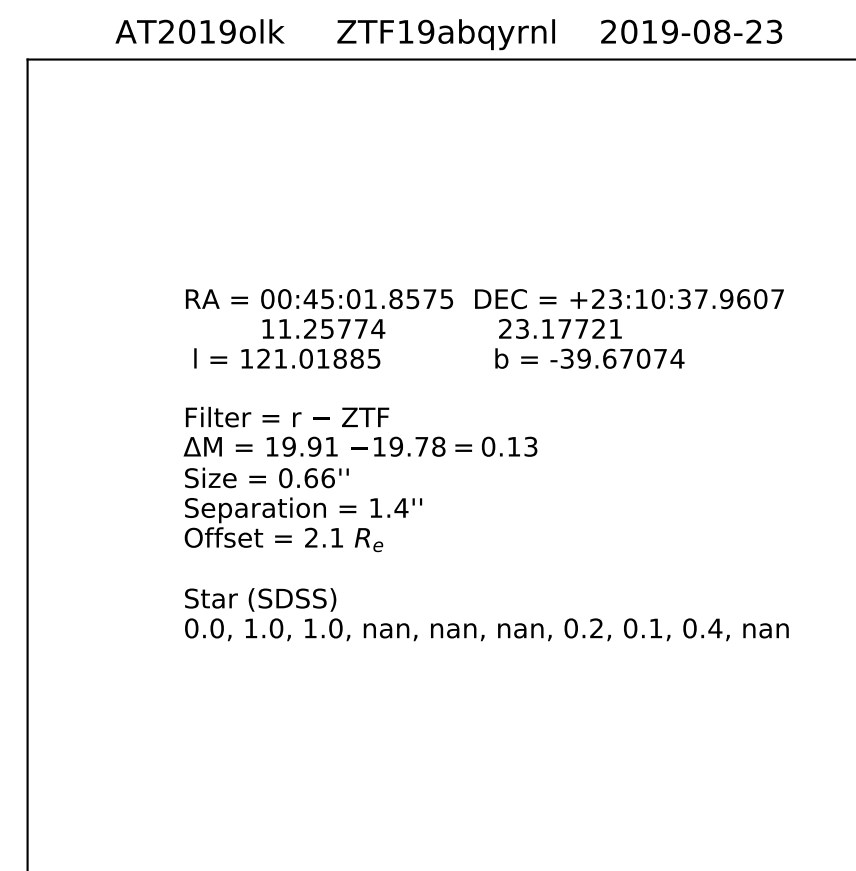 AT2019olk ZTF19abqyrnl 2019-08-23
RA = 00:45:01.8575 DEC = +23:10:37.9607
11.25774 23.17721
l = 121.01885 b = -39.67074
Filter = r − ZTF
ΔM = 19.91 −19.78 = 0.13
Size = 0.66''
Separation = 1.4''
Offset = 2.1 Re
Star (SDSS)
0.0, 1.0, 1.0, nan, nan, nan, 0.2, 0.1, 0.4, nan